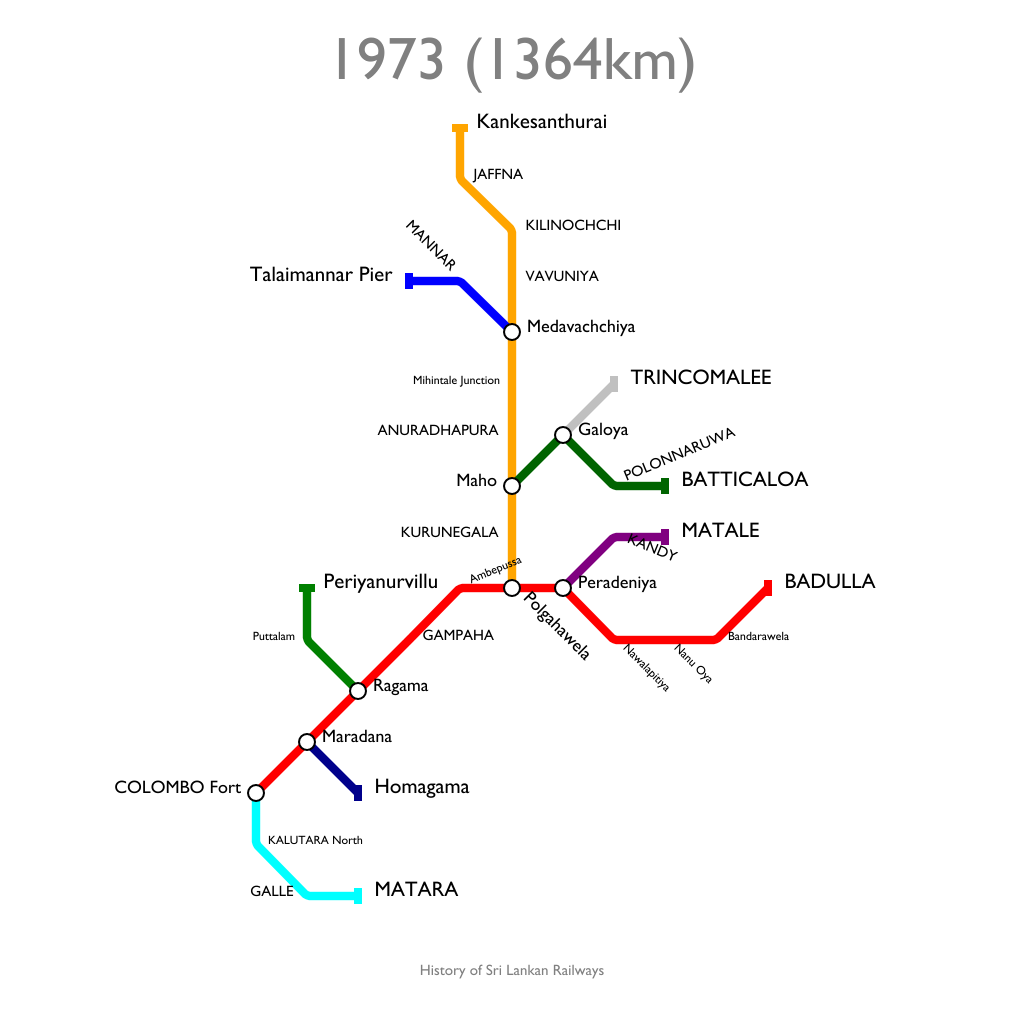 1973 (1364km)
Kankesanthurai
JAFFNA
KILINOCHCHI
MANNAR
Talaimannar Pier
VAVUNIYA
Medavachchiya
Mihintale Junction
TRINCOMALEE
ANURADHAPURA
Galoya
POLONNARUWA
Maho
BATTICALOA
KURUNEGALA
MATALE
KANDY
Ambepussa
Periyanurvillu
Peradeniya
BADULLA
Polgahawela
Puttalam
GAMPAHA
Bandarawela
Nawalapitiya
Nanu Oya
Ragama
Maradana
COLOMBO Fort
Homagama
KALUTARA North
GALLE
MATARA
History of Sri Lankan Railways